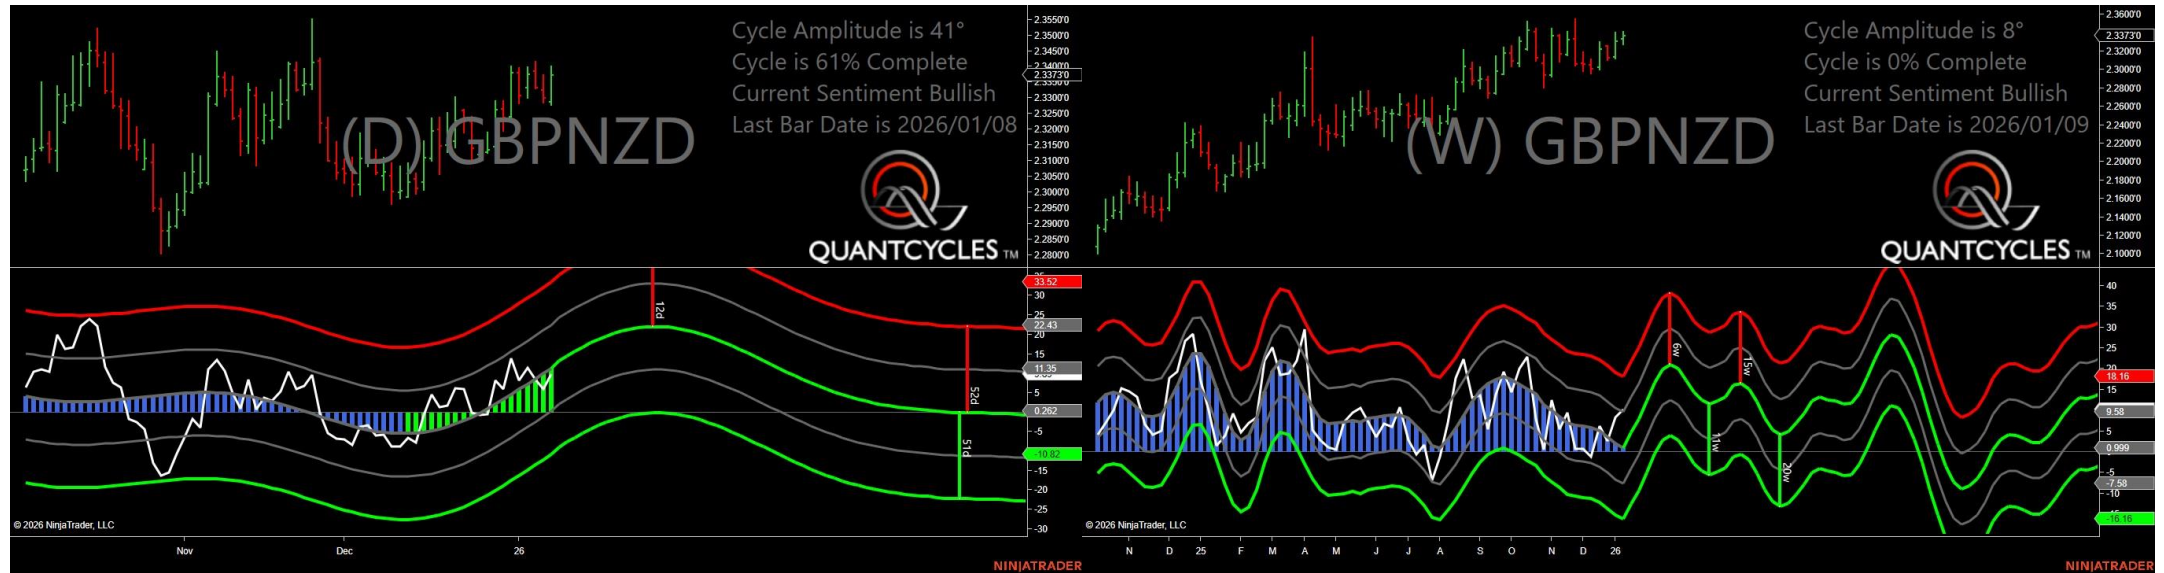 Cycle Amplitude is 41°
Cycle is 61% Complete
Current Sentiment Bullish
Last Bar Date is 2026/01/08
(D) GBPNZD
QUANTCYCLES TM
2.3550'0
2.3500'0
2.3450'0
2.3400'0
2.3373'0
2.3350'0
2.3300'0
2.3250'0
2.3200'0
2.3150'0
2.3100'0
2.3050'0
2.3000'0
2.2950'0
2.2900'0
2.2850'0
2.2800'0
33.52
30
25
22.43
20
15
11.35
5
0.262
-5
-10.82
-15
-20
-25
-30
12d
52d
51d
© 2026 NinjaTrader, LLC
Nov
Dec
26
NINJATRADER
Cycle Amplitude is 8°
Cycle is 0% Complete
Current Sentiment Bullish
Last Bar Date is 2026/01/09
(W) GBPNZD
QUANTCYCLES TM
2.3600'0
2.3373'0
2.3200'0
2.3000'0
2.2800'0
2.2600'0
2.2400'0
2.2200'0
2.2000'0
2.1800'0
2.1600'0
2.1400'0
2.1200'0
2.1000'0
40
35
30
25
20
18.16
9.58
5
0.999
-5
-7.58
-10
-16.16
6w
15w
11w
20w
© 2026 NinjaTrader, LLC
N
D
25
F
M
A
M
J
J
A
S
O
N
D
26
NINJATRADER